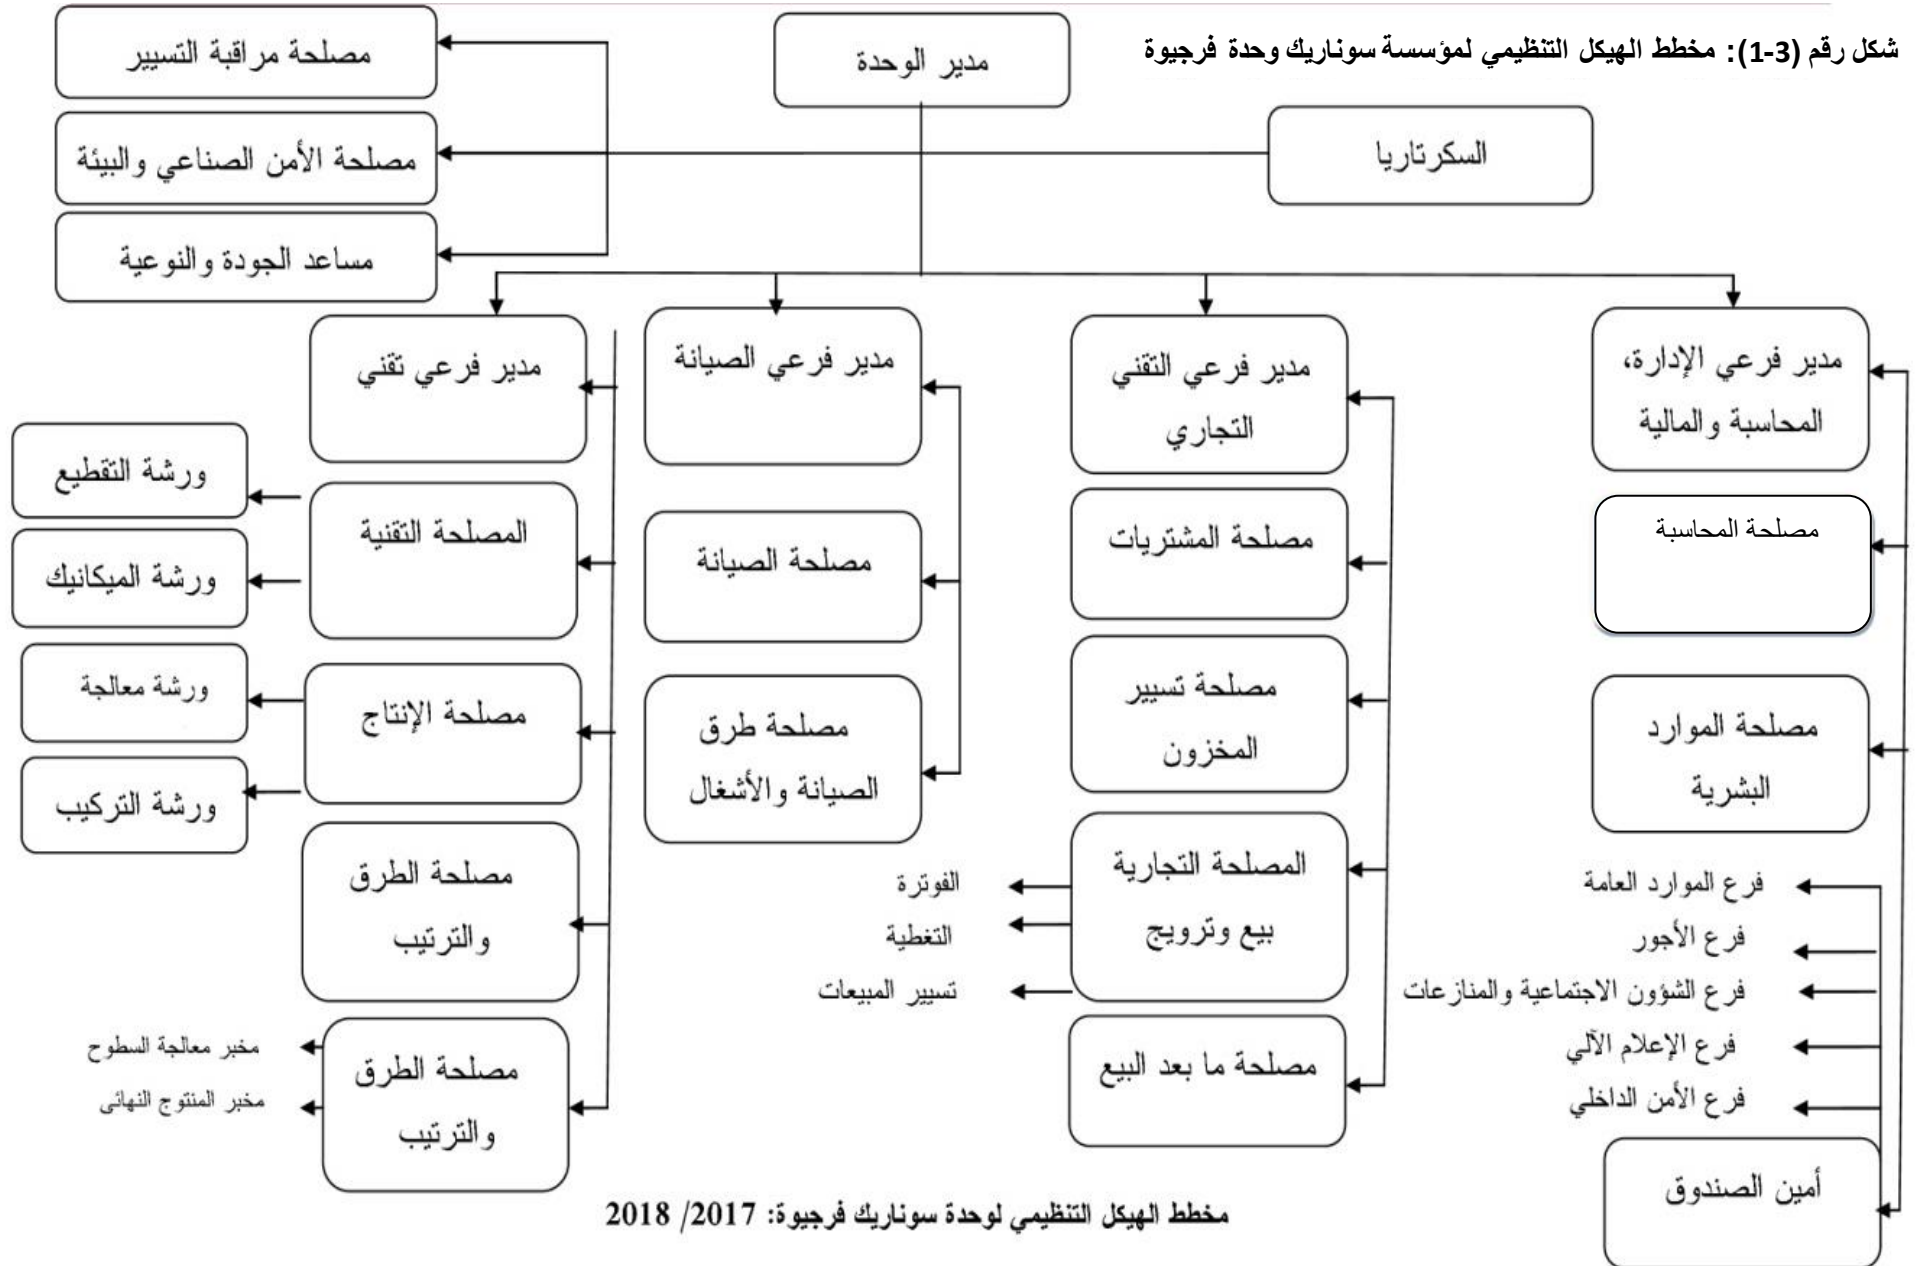 شكل رقم (3-1): مخطط الهيكل التنظيمي لمؤسسة سوناريك وحدة فرجيوة
مدير الوحدة
السكرتاريا
مصلحة مراقبة التسيير
مصلحة الأمن الصناعي والبيئة
مساعد الجودة والنوعية
مدير فرعي الإدارة،
المحاسبة والمالية
مصلحة المحاسبة
مصلحة الموارد
البشرية
فرع الموارد العامة
فرع الأجور
فرع الشؤون الاجتماعية والمنازعات
فرع الإعلام الآلي
فرع الأمن الداخلي
أمين الصندوق
مدير فرعي التقني
التجاري
مصلحة المشتريات
مصلحة تسيير
المخزون
المصلحة التجارية
بيع وترويج
الفوترة
التغطية
تسيير المبيعات
مصلحة ما بعد البيع
مدير فرعي الصيانة
مصلحة الصيانة
مصلحة طرق
الصيانة والأشغال
مدير فرعي تقني
المصلحة التقنية
ورشة التقطيع
ورشة الميكانيك
مصلحة الإنتاج
ورشة معالجة
ورشة التركيب
مصلحة الطرق
والترتيب
مصلحة الطرق
والترتيب
مخبر معالجة السطوح
مخبر المنتوج النهائي
مخطط الهيكل التنظيمي لوحدة سوناريك فرجيوة: 2017/ 2018